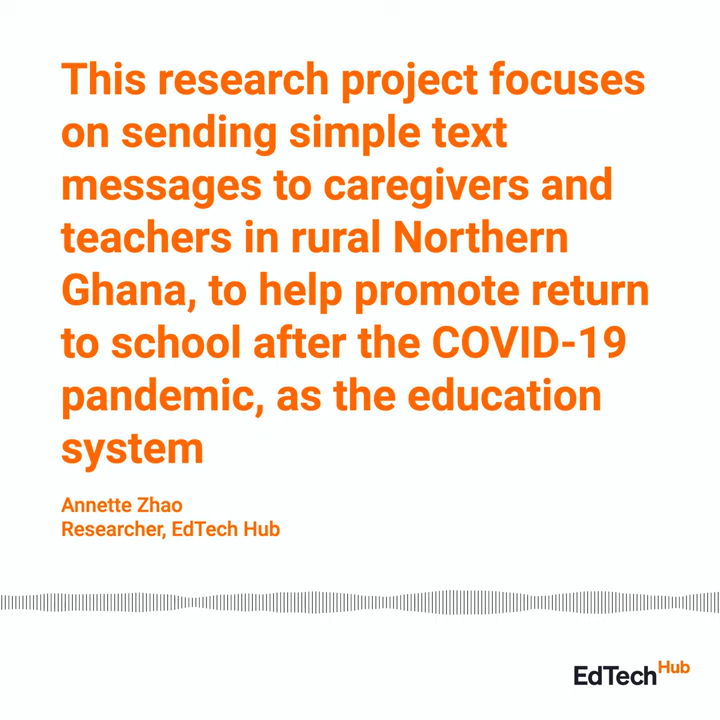 This research project focuses
on sending simple text
messages to caregivers and
teachers in rural Northern
Ghana, to help promote return
to school after the COVID-19
pandemic, as the education
system
Annette Zhao
Researcher, EdTech Hub
EdTech Hub